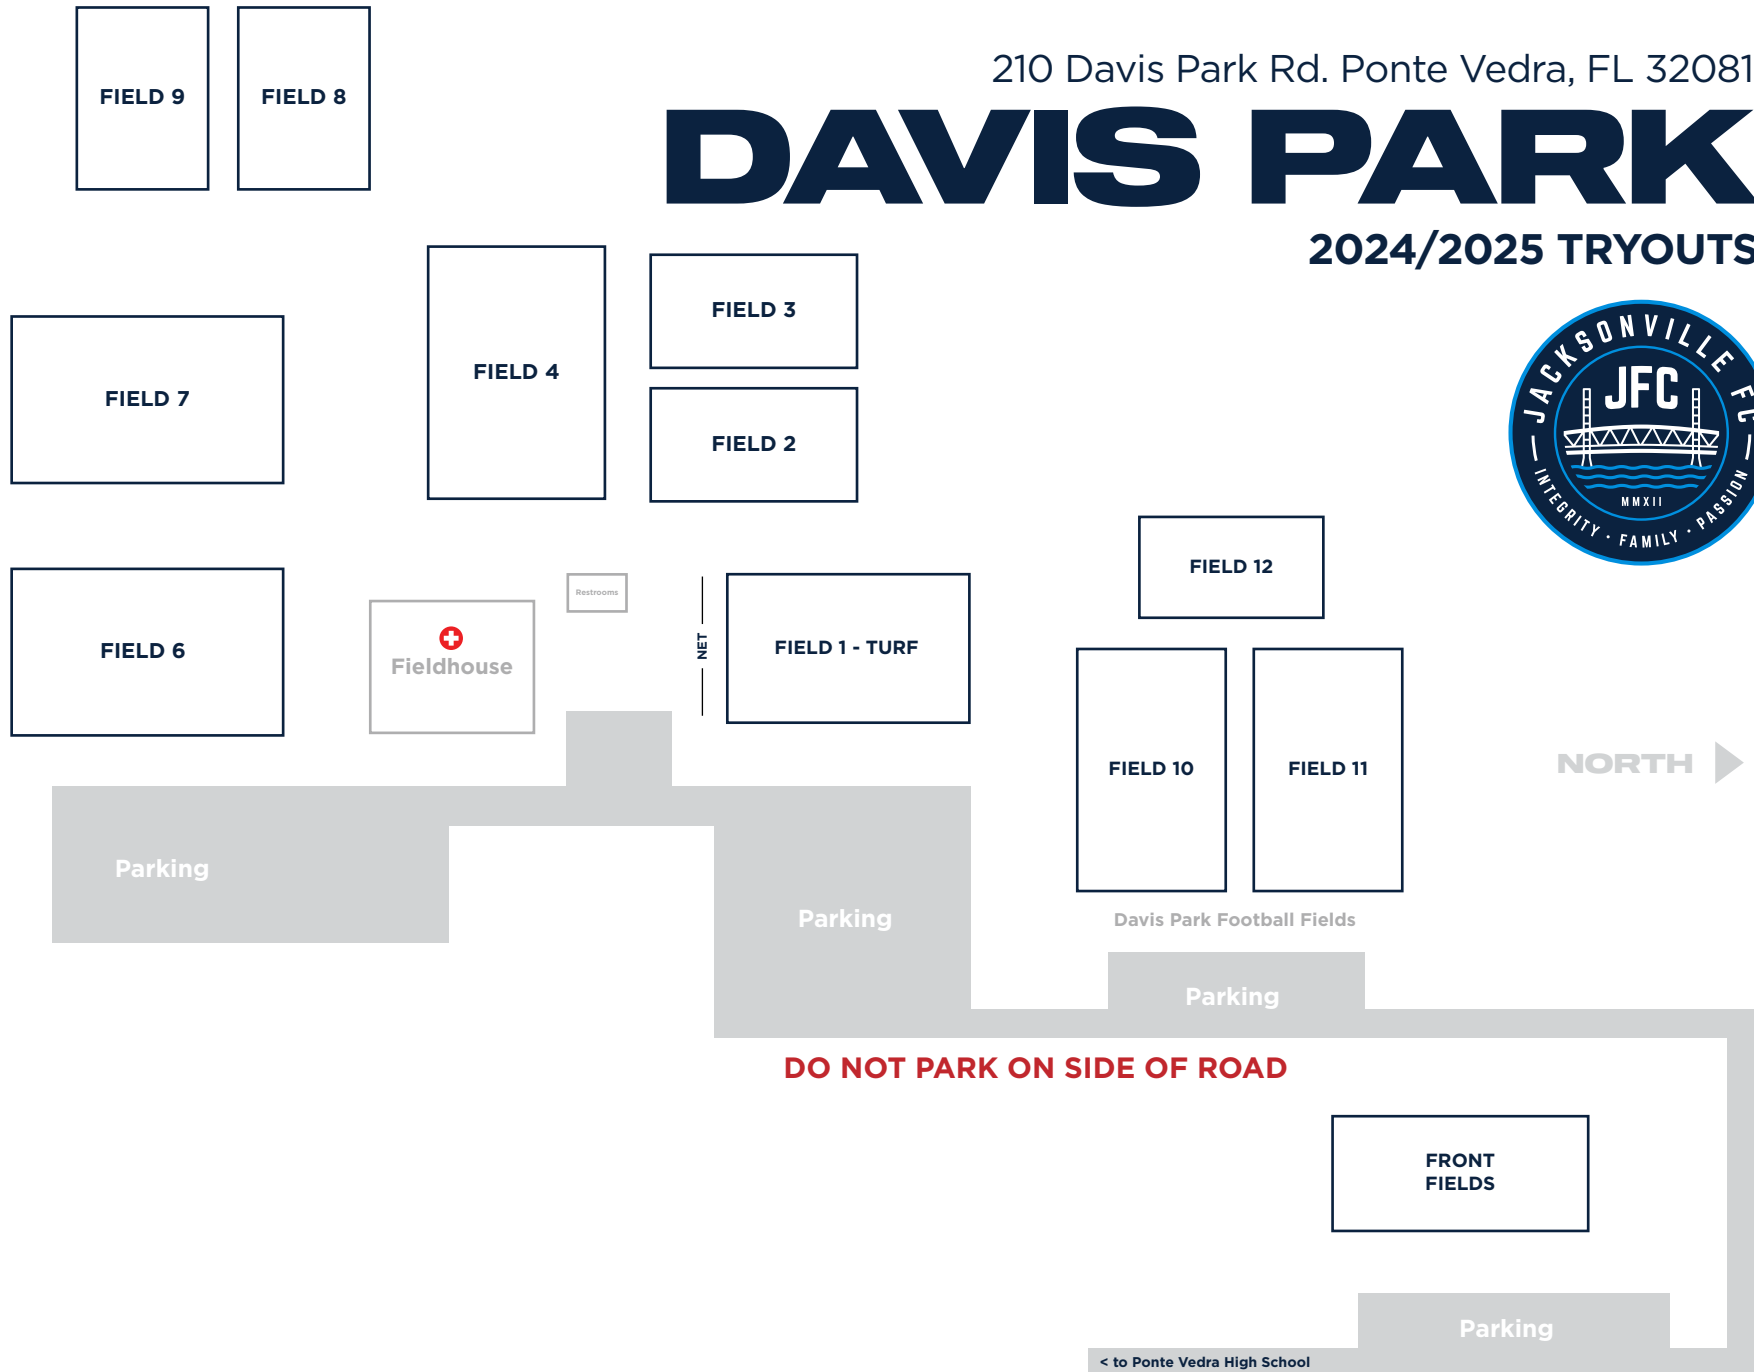 210 Davis Park Rd. Ponte Vedra, FL 32081
DAVIS PARK
2024/2025 TRYOUTS
FIELD 9
FIELD 8
FIELD 3
FIELD 4
FIELD 7
FIELD 2
JACKSONVILLE FC
JFC
MMXII
INTEGRITY · FAMILY · PASSION
FIELD 12
Restrooms
FIELD 6
Fieldhouse
NET
FIELD 1 - TURF
FIELD 10
FIELD 11
NORTH
Parking
Parking
Davis Park Football Fields
Parking
DO NOT PARK ON SIDE OF ROAD
FRONT
FIELDS
Parking
< to Ponte Vedra High School